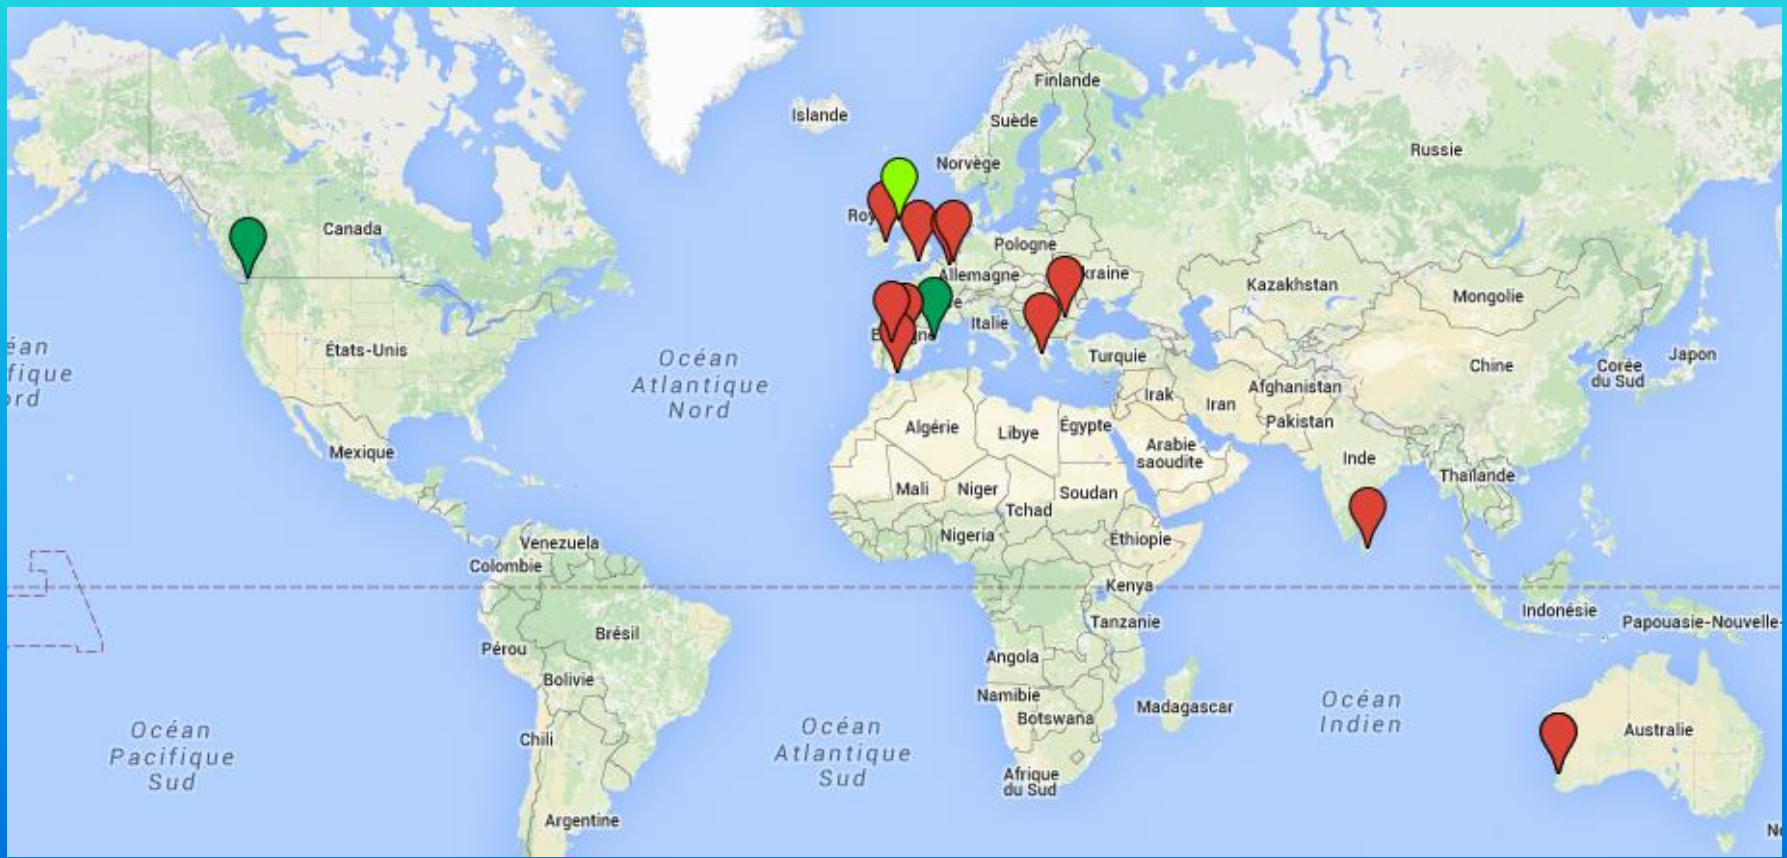 Finlande
Islande
Suède
Russie
Norvège
Roy
Canada
Pologne
Allemagne
kraine
Kazakhstan
Mongolie
Italie
États-Unis
Océan
Atlantique
Nord
éan
fique
ord
Turquie
Chine
Corée
du Sud
Japon
Irak
Iran
Afghanistan
Pakistan
Algérie
Libye
Égypte
Arabie
saoudite
Mexique
Inde
Thaïlande
Mali
Niger
Soudan
Tchad
Nigeria
Éthiopie
Venezuela
Colombie
Kenya
Indonésie
Papouasie-Nouvelle-
Tanzanie
Brésil
Pérou
Angola
Bolivie
Namibie
Botswana
Madagascar
Océan
Indien
Australie
Océan
Pacifique
Sud
Chili
Océan
Atlantique
Sud
Afrique
du Sud
Argentine